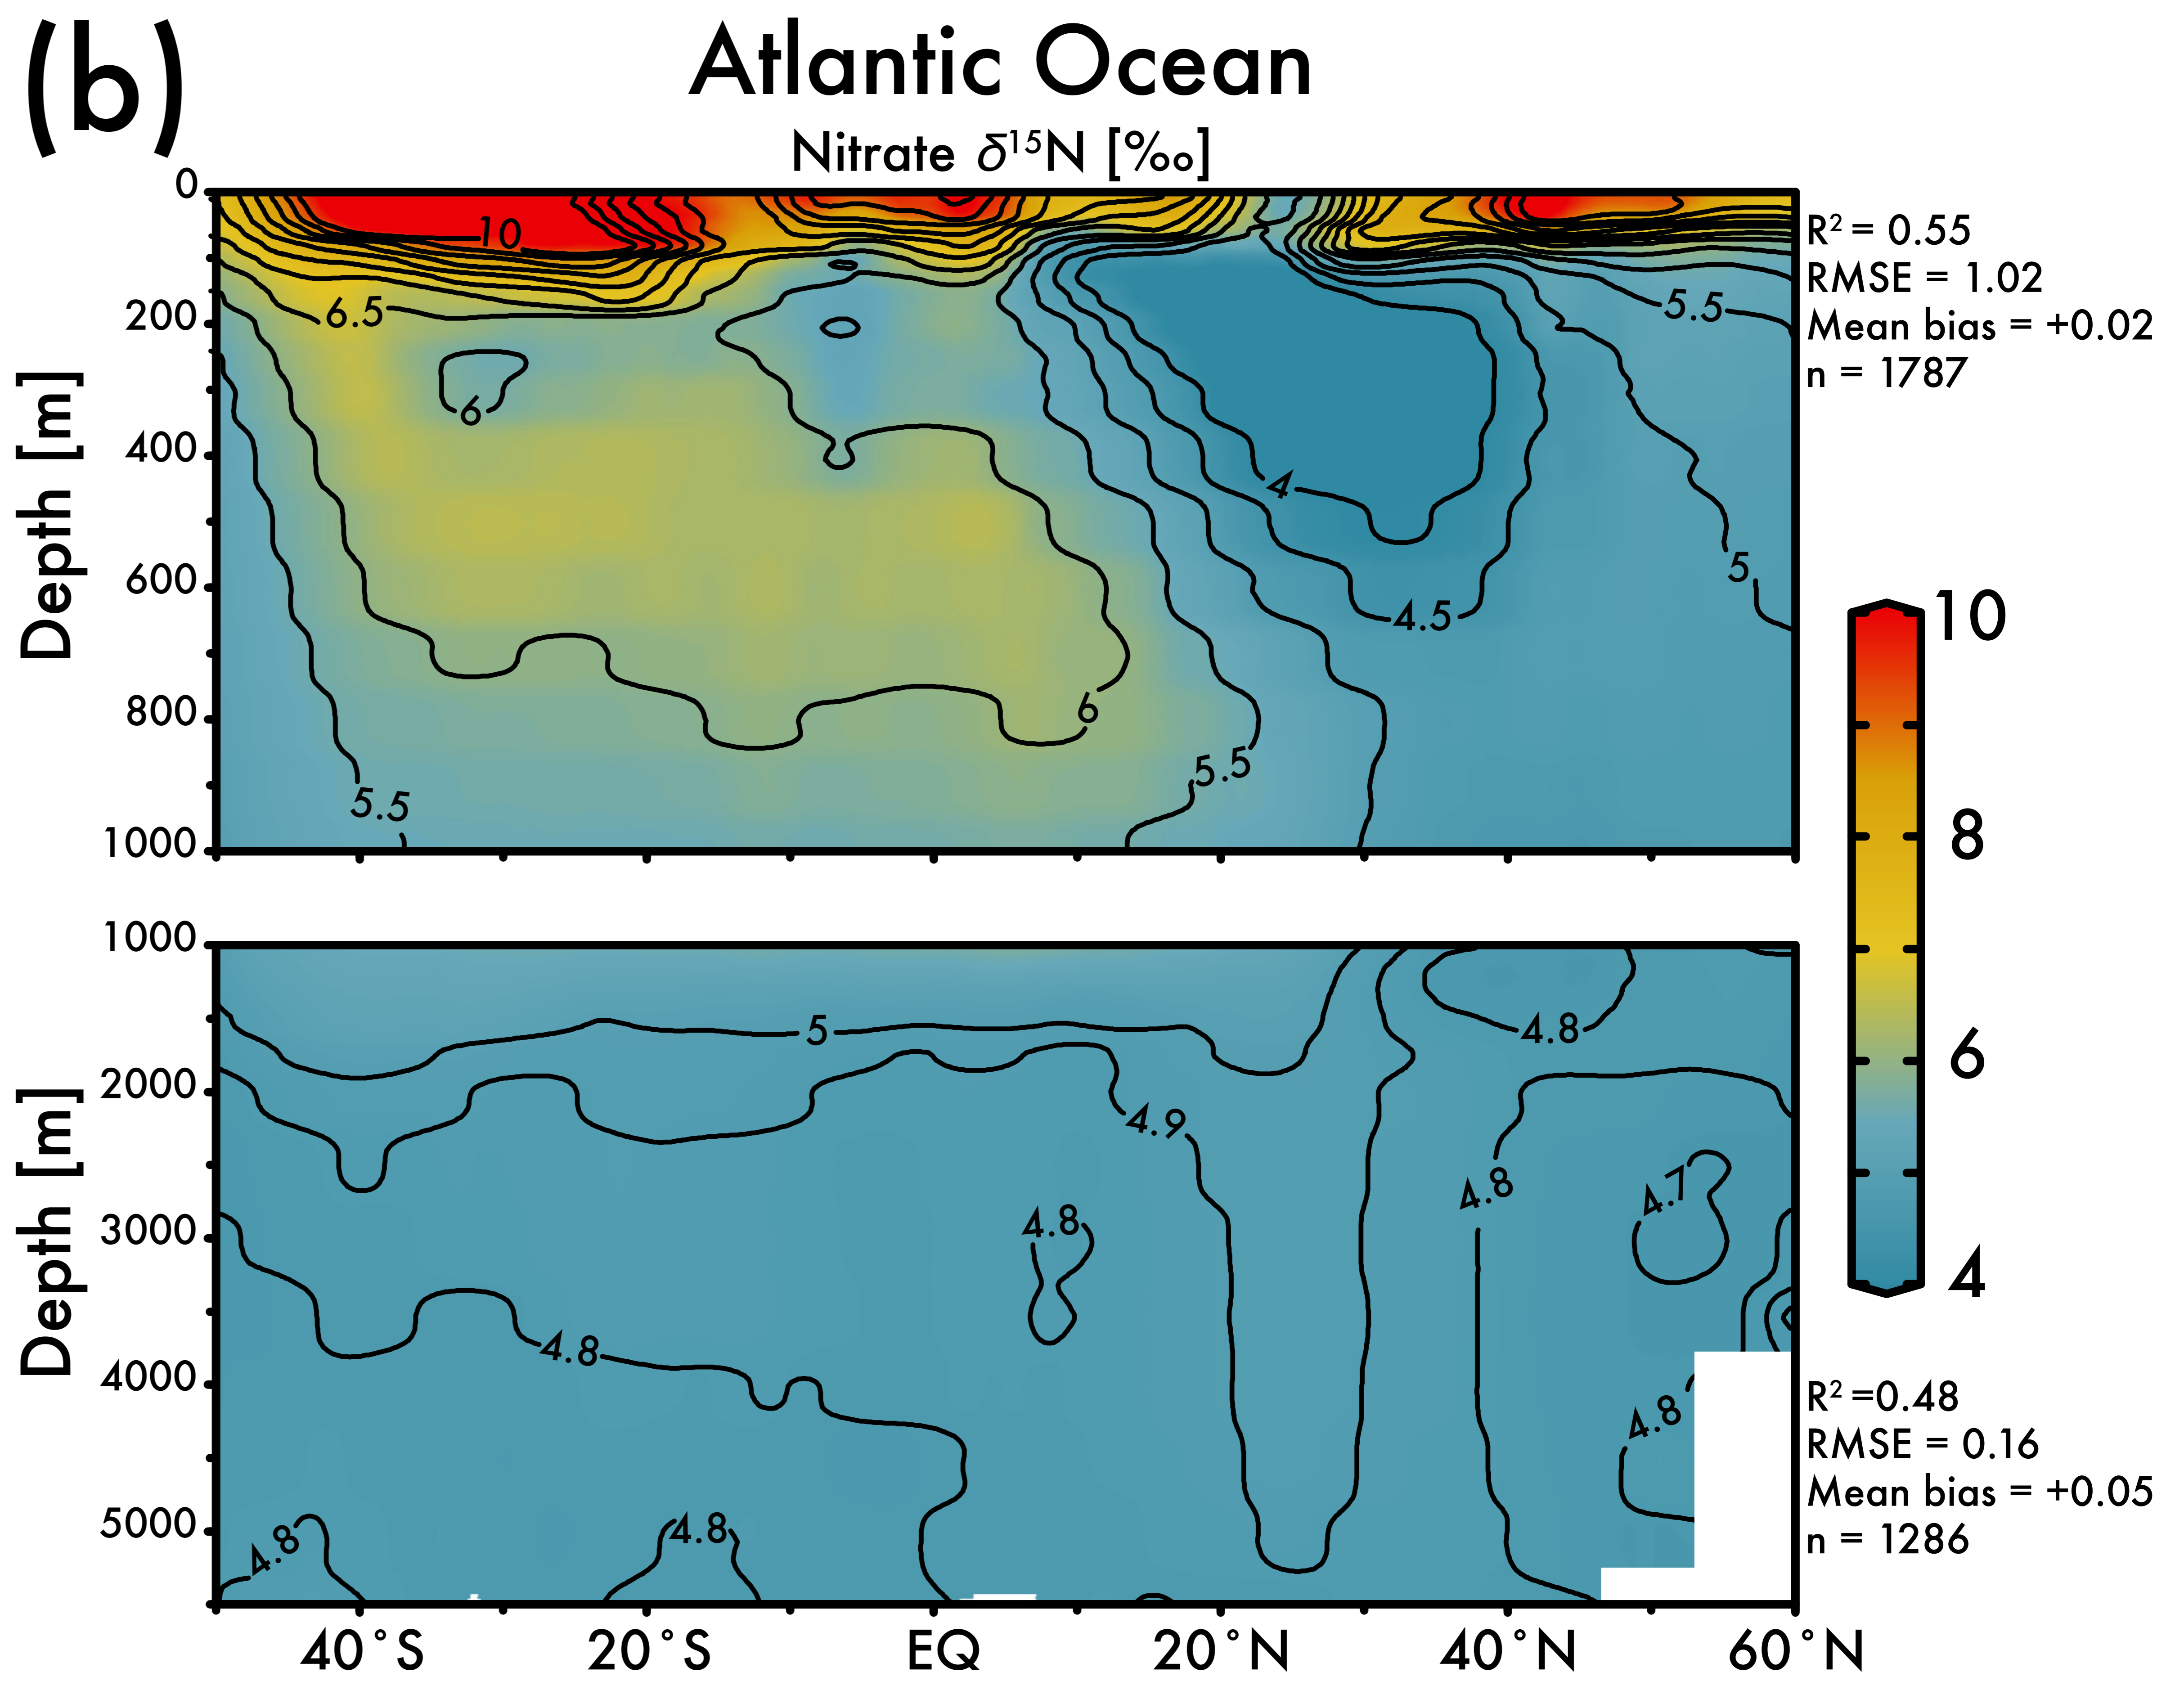 (b)
Atlantic Ocean
Nitrate δ¹⁵N [‰]
0
200
400
600
800
1000
Depth [m]
10
6.5
6
4
4.5
5.5
5
6
5.5
5.5
R² = 0.55
RMSE = 1.02
Mean bias = +0.02
n = 1787
10
8
6
4
1000
2000
3000
4000
5000
Depth [m]
5
4.8
4.9
4.8
4.7
4.8
4.8
4.8
4.8
4.8
R² =0.48
RMSE = 0.16
Mean bias = +0.05
n = 1286
40°S
20°S
EQ
20°N
40°N
60°N